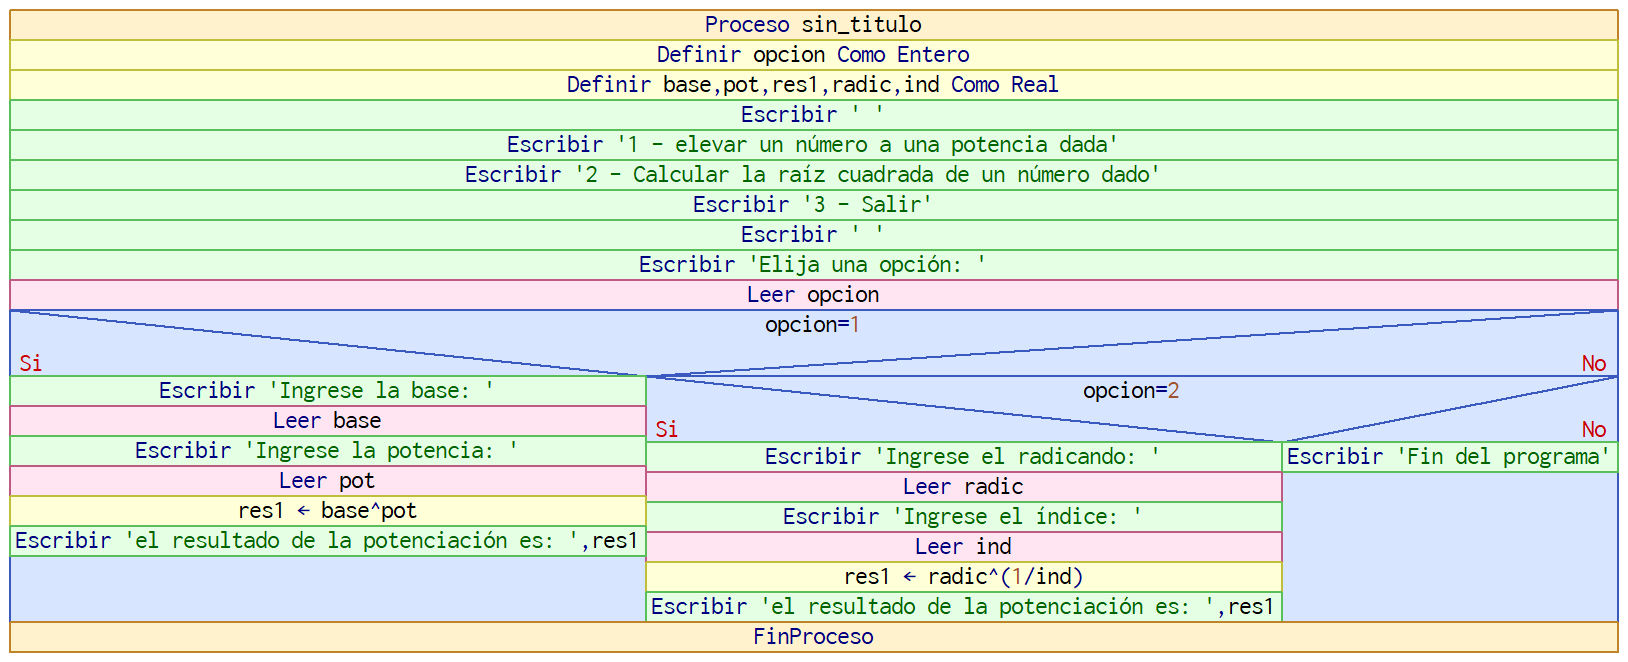 Proceso sin_titulo
Definir opcion Como Entero
Definir base,pot,res1,radic,ind Como Real
Escribir ' '
Escribir '1 - elevar un número a una potencia dada'
Escribir '2 - Calcular la raíz cuadrada de un número dado'
Escribir '3 - Salir'
Escribir ' '
Escribir 'Elija una opción: '
Leer opcion
opcion=1
Si
No
Escribir 'Ingrese la base: '
Leer base
Escribir 'Ingrese la potencia: '
Leer pot
res1 ← base^pot
Escribir 'el resultado de la potenciación es: ',res1
opcion=2
Si
No
Escribir 'Ingrese el radicando: '
Leer radic
Escribir 'Ingrese el índice: '
Leer ind
res1 ← radic^(1/ind)
Escribir 'el resultado de la potenciación es: ',res1
Escribir 'Fin del programa'
FinProceso